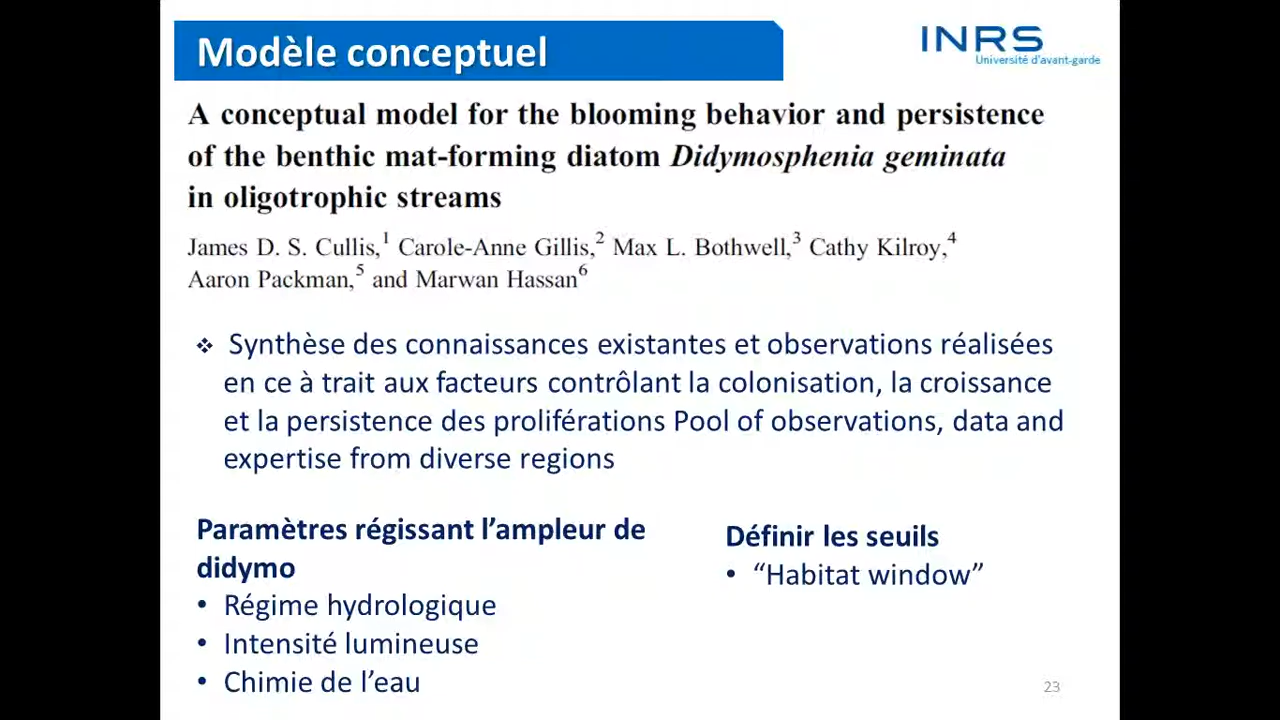 Modèle conceptuel
INRS
Université d'avant-garde
A conceptual model for the blooming behavior and persistence
of the benthic mat-forming diatom Didymosphenia geminata
in oligotrophic streams
James D. S. Cullis,1 Carole-Anne Gillis,2 Max L. Bothwell,3 Cathy Kilroy,4
Aaron Packman,5 and Marwan Hassan6
❖ Synthèse des connaissances existantes et observations réalisées
en ce à trait aux facteurs contrôlant la colonisation, la croissance
et la persistence des proliférations Pool of observations, data and
expertise from diverse regions
Paramètres régissant l’ampleur de
didymo
• Régime hydrologique
• Intensité lumineuse
• Chimie de l’eau
Définir les seuils
• “Habitat window”
23